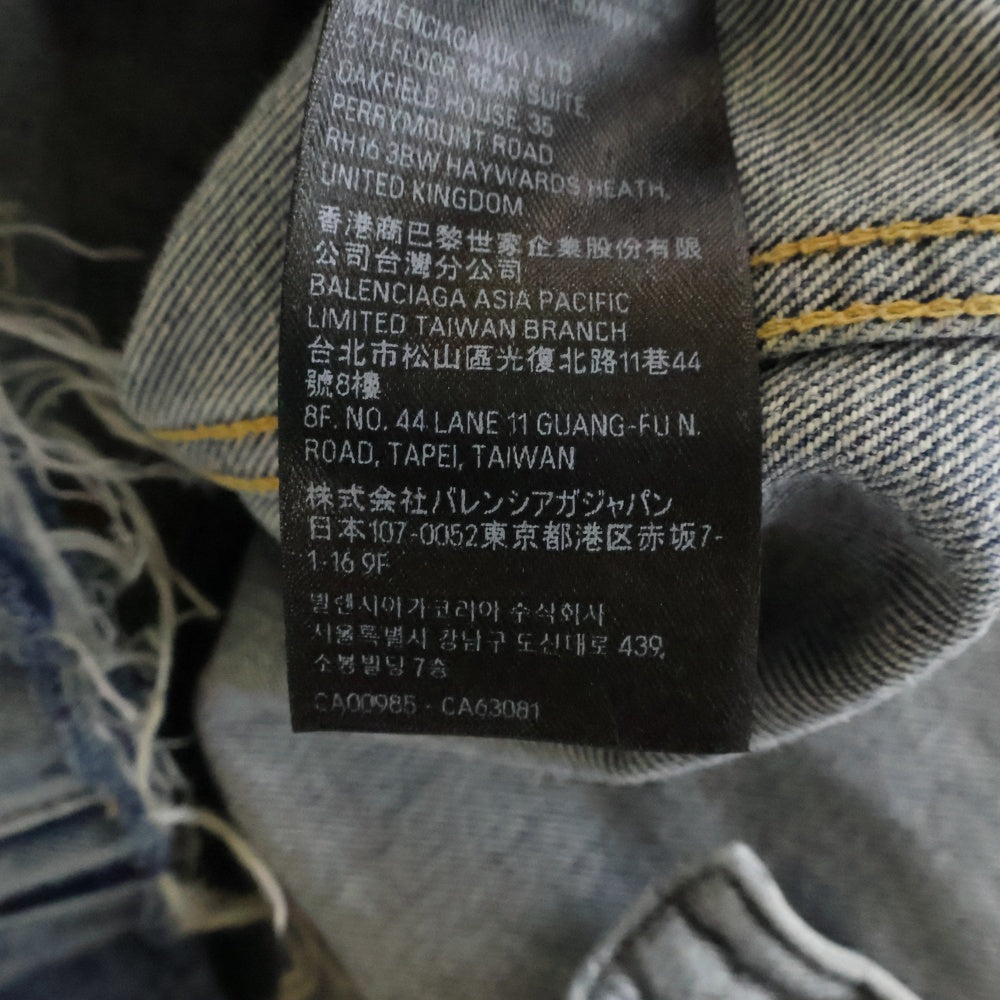 BALENCIAGA (UK) LTD
5TH FLOOR REAR SUITE
OAKFIELD HOUSE, 35
PERRYMOUNT ROAD
RH16 3BW HAYWARDS HEATH,
UNITED KINGDOM
香港商巴黎世家企業股份有限
公司台灣分公司
BALENCIAGA ASIA PACIFIC
LIMITED TAIWAN BRANCH
台北市松山區光復北路11巷44
號8樓
8F. NO. 44 LANE 11 GUANG-FU N.
ROAD, TAPEI, TAIWAN
株式会社バレンシアガジャパン
日本107-0052東京都港区赤坂7-
1-16 9F
발렌시아가코리아 주식회사
서울특별시 강남구 도산대로 439,
소봉빌딩 7층
CA00985 - CA63081